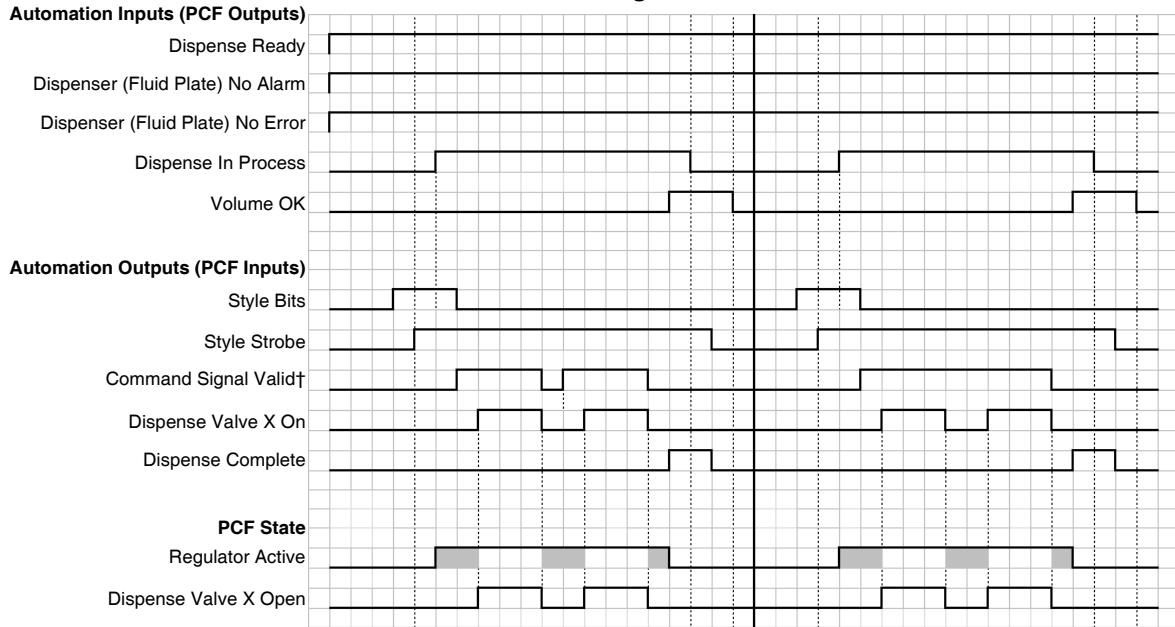 Automation Inputs (PCF Outputs)
Dispense Ready
Dispenser (Fluid Plate) No Alarm
Dispenser (Fluid Plate) No Error
Dispense In Process
Volume OK
Automation Outputs (PCF Inputs)
Style Bits
Style Strobe
Command Signal Valid†
Dispense Valve X On
Dispense Complete
PCF State
Regulator Active
Dispense Valve X Open